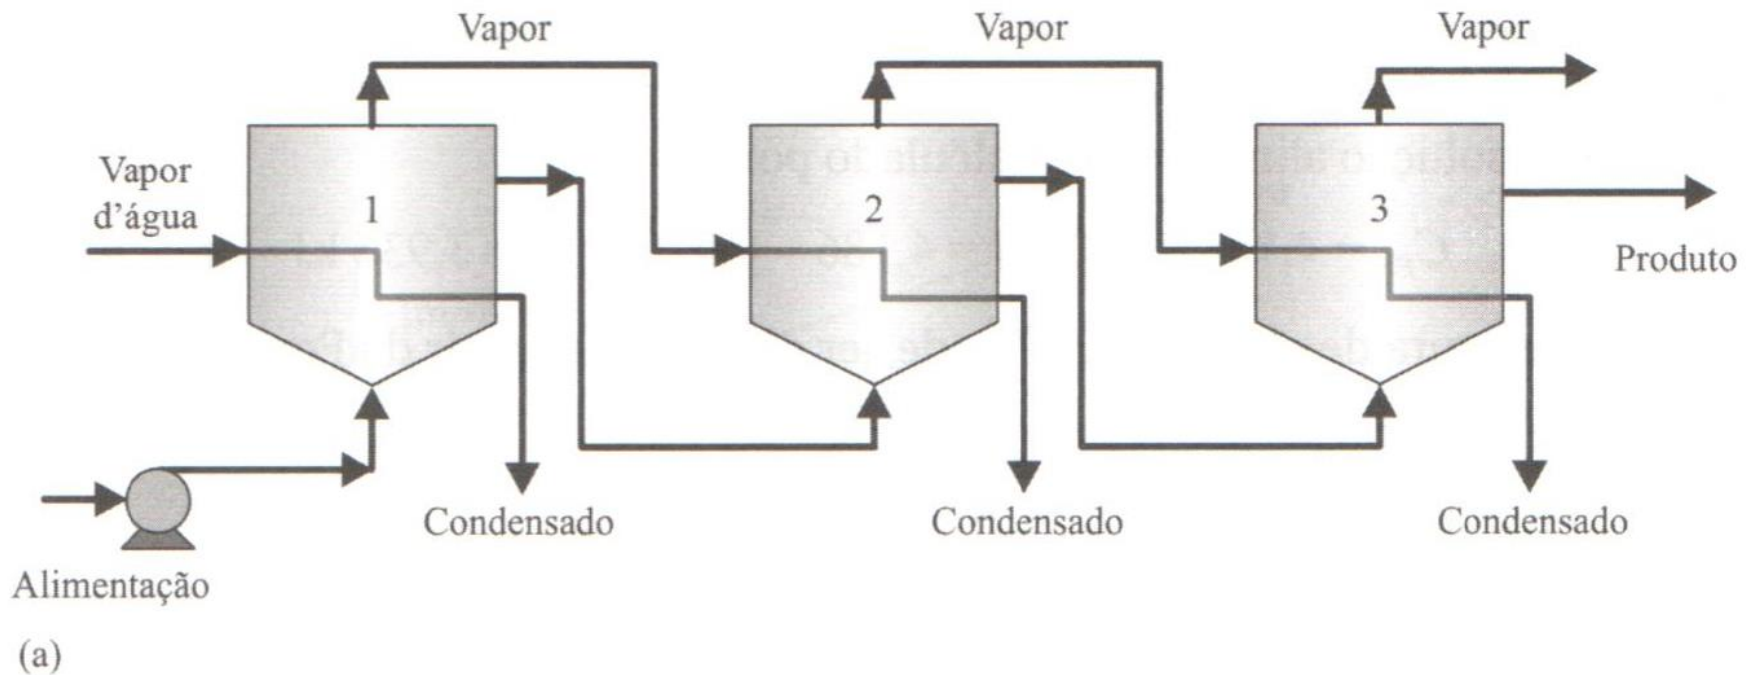 Vapor
Vapor
Vapor
Vapor
d'água
1
2
3
Produto
Condensado
Condensado
Condensado
Alimentação
(a)